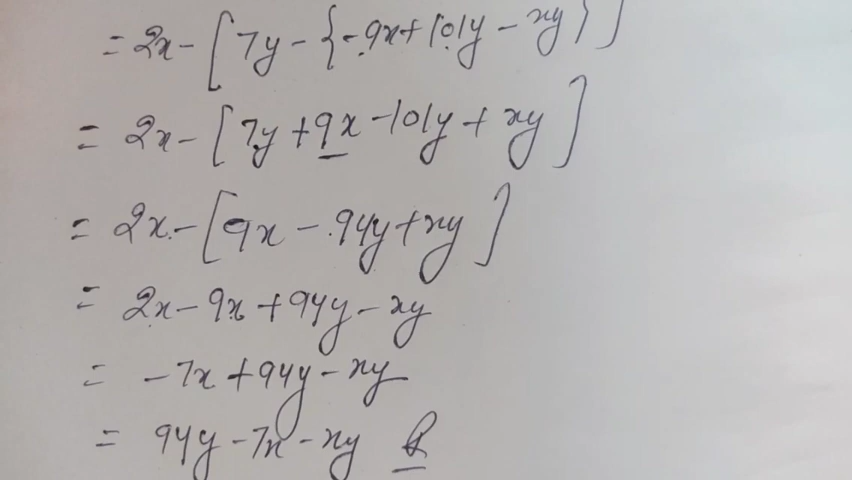 = 2x - [7y - {-9x + 101y - xy}]
= 2x - [7y + 9x - 101y + xy]
= 2x - [9x - 94y + xy]
= 2x - 9x + 94y - xy
= -7x + 94y - xy
= 94y - 7x - xy